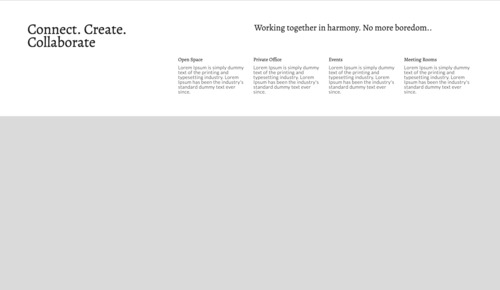 Connect. Create.
Collaborate
Working together in harmony. No more boredom..
Open Space
Lorem Ipsum is simply dummy
text of the printing and
typesetting industry. Lorem
Ipsum has been the industry's
standard dummy text ever
since.
Private Office
Lorem Ipsum is simply dummy
text of the printing and
typesetting industry. Lorem
Ipsum has been the industry's
standard dummy text ever
since.
Events
Lorem Ipsum is simply dummy
text of the printing and
typesetting industry. Lorem
Ipsum has been the industry's
standard dummy text ever
since.
Meeting Rooms
Lorem Ipsum is simply dummy
text of the printing and
typesetting industry. Lorem
Ipsum has been the industry's
standard dummy text ever
since.